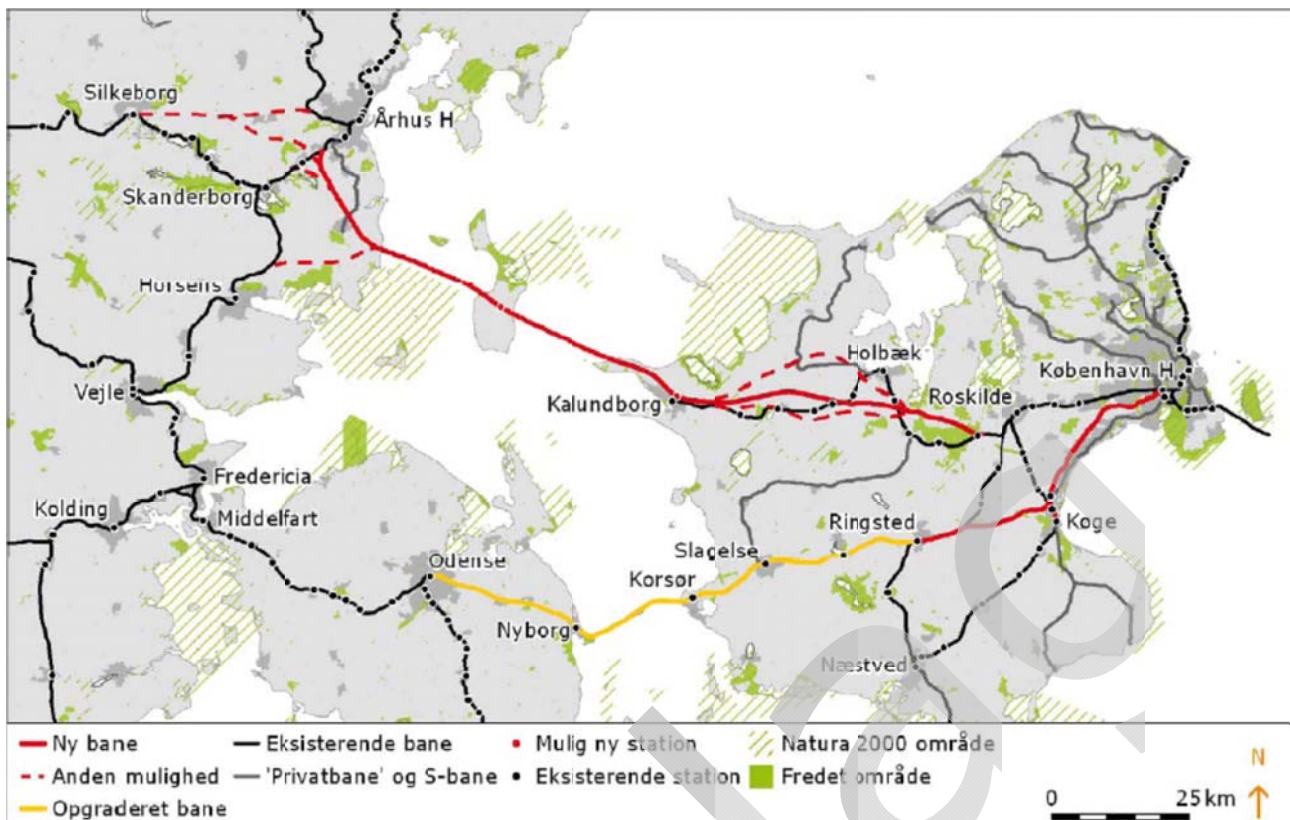 Silkeborg
Århus H
Skanderborg
Horsens
Holbæk
København H
Vejle
Kalundborg
Roskilde
Fredericia
Kolding
Middelfart
Ringsted
Køge
Slagelse
Odense
Korsør
Nyborg
Næstved
Ny bane
Eksisterende bane
Mulig ny station
Natura 2000 område
Anden mulighed
'Privatbane' og S-bane
Eksisterende station
Fredet område
Opgraderet bane
N
0 25 km